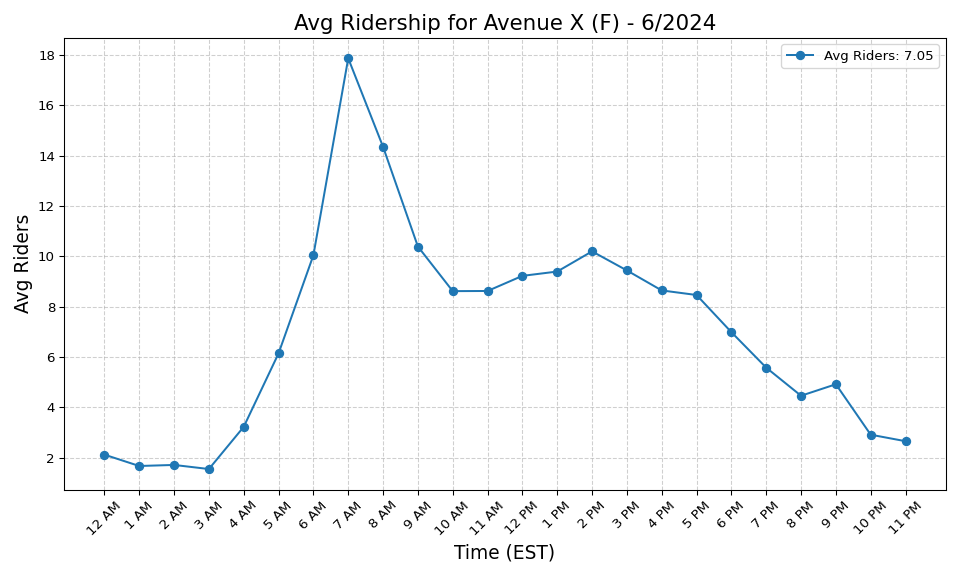 Avg Ridership for Avenue X (F) - 6/2024
Avg Riders: 7.05
Avg Riders
18
16
14
12
10
8
6
4
2
12 AM
1 AM
2 AM
3 AM
4 AM
5 AM
6 AM
7 AM
8 AM
9 AM
10 AM
11 AM
12 PM
1 PM
2 PM
3 PM
4 PM
5 PM
6 PM
7 PM
8 PM
9 PM
10 PM
11 PM
Time (EST)